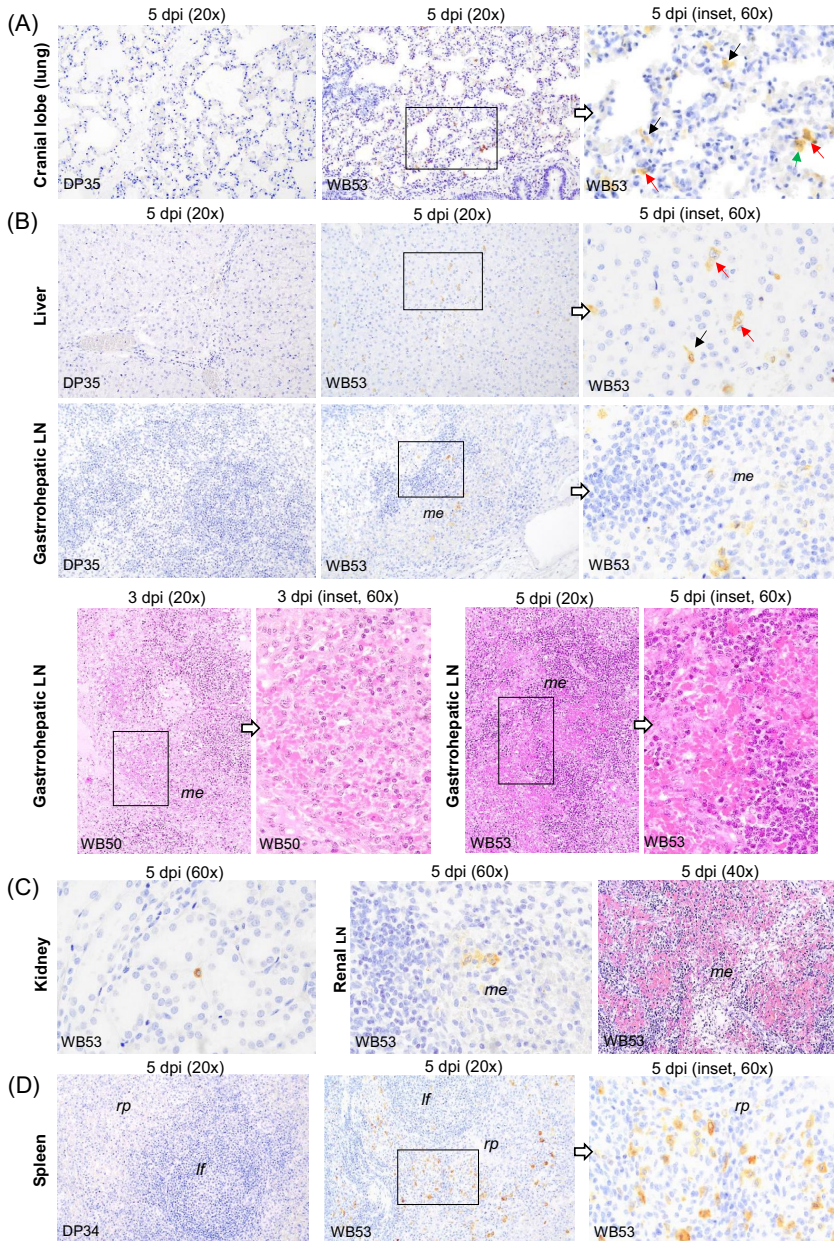 (A)
5 dpi (20x) 5 dpi (20x) 5 dpi (inset, 60x)
Cranial lobe (lung)
DP35 WB53 WB53
(B)
5 dpi (20x) 5 dpi (20x) 5 dpi (inset, 60x)
Liver
DP35 WB53 WB53
Gastrrohepatic LN
me me
DP35 WB53 WB53
3 dpi (20x) 3 dpi (inset, 60x) 5 dpi (20x) 5 dpi (inset, 60x)
Gastrrohepatic LN Gastrrohepatic LN
me me
WB50 WB50 WB53 WB53
(C)
5 dpi (60x) 5 dpi (60x) 5 dpi (40x)
Kidney Renal LN
me me
WB53 WB53 WB53
(D)
5 dpi (20x) 5 dpi (20x) 5 dpi (inset, 60x)
Spleen
rp lf rp rp
lf
DP34 WB53 WB53